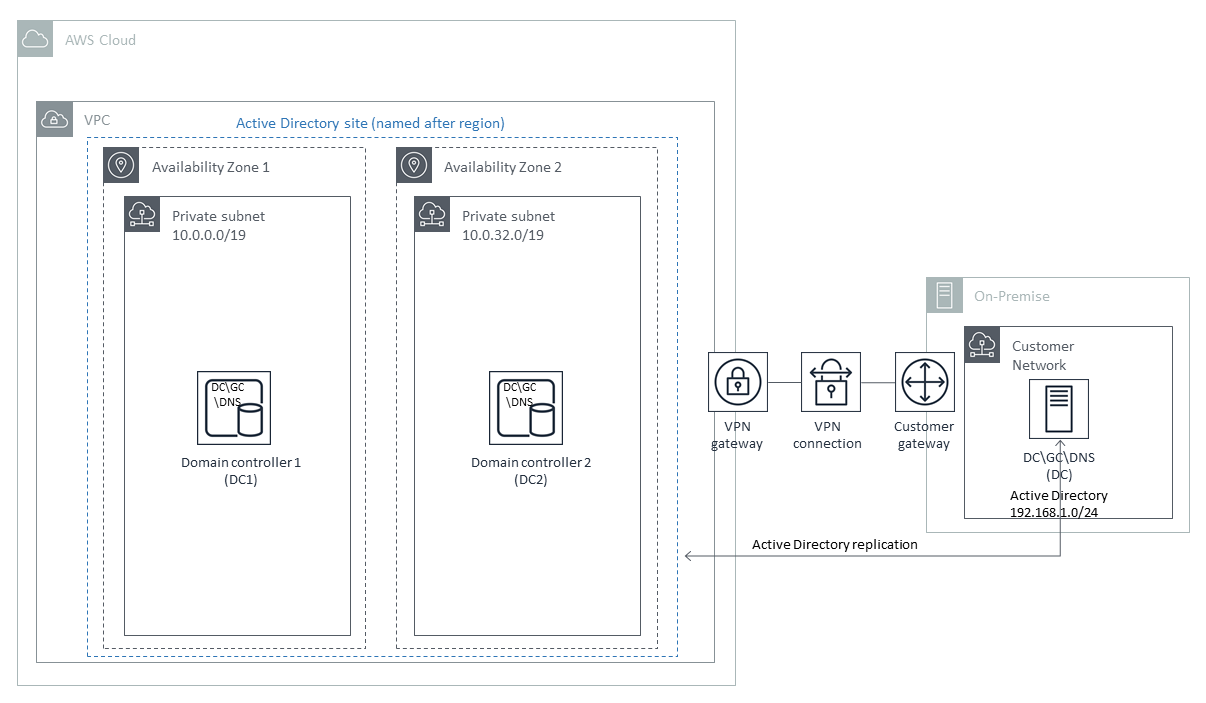 AWS Cloud
VPC
Active Directory site (named after region)
Availability Zone 1
Private subnet
10.0.0.0/19
DC\GC
\DNS
Domain controller 1
(DC1)
Availability Zone 2
Private subnet
10.0.32.0/19
DC\GC
\DNS
Domain controller 2
(DC2)
VPN
gateway
VPN
connection
Customer
gateway
On-Premise
Customer
Network
DC\GC\DNS
(DC)
Active Directory
192.168.1.0/24
Active Directory replication